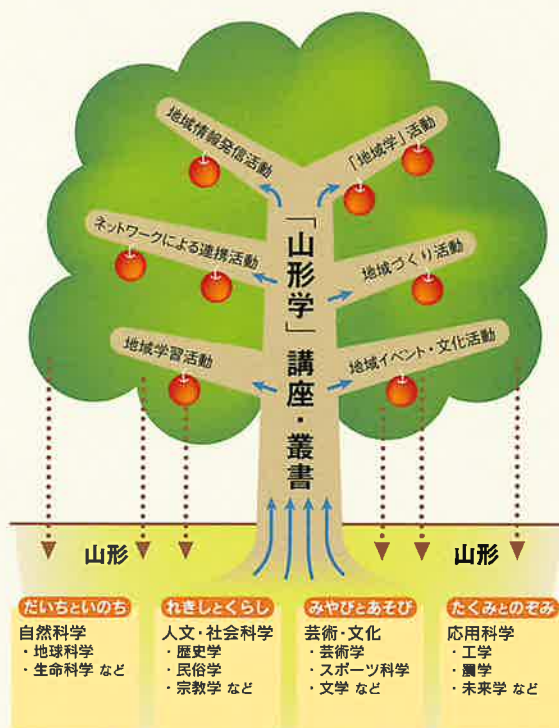 地域情報発信活動
「地域学」活動
ネットワークによる連携活動
地域づくり活動
地域学習活動
地域イベント・文化活動
「山形学」講座・叢書
山形
山形
だいちといのち
自然科学
・地球科学
・生命科学 など
れきしとくらし
人文・社会科学
・歴史学
・民俗学
・宗教学 など
みやびとあそび
芸術・文化
・芸術学
・スポーツ科学
・文学 など
たくみとのぞみ
応用科学
・工学
・農学
・未来学 など